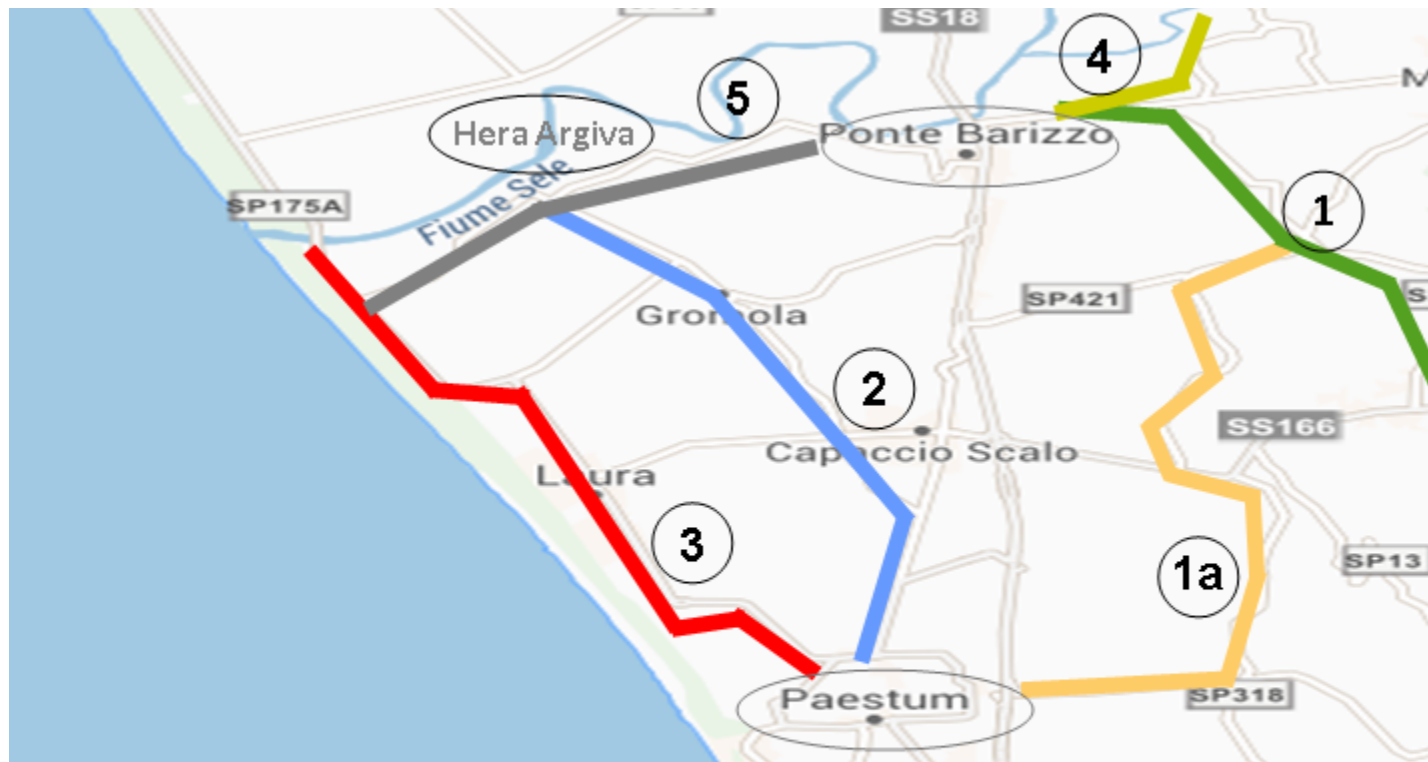 SS18
4
M
5
Hera Argiva
Ponte Barizzo
Fiume Sele
SP175A
1
SP421
S
Gromola
2
SS166
Capaccio Scalo
Laura
3
1a
SP13
Paestum
SP318